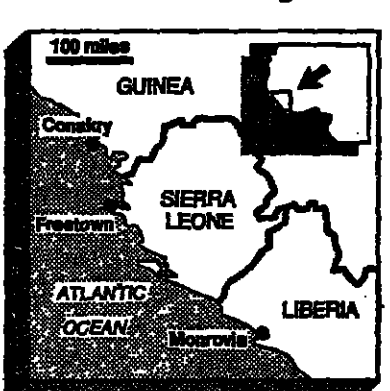 100 miles
GUINEA
Conakry
SIERRA
LEONE
Freetown
ATLANTIC
OCEAN
LIBERIA
Monrovia